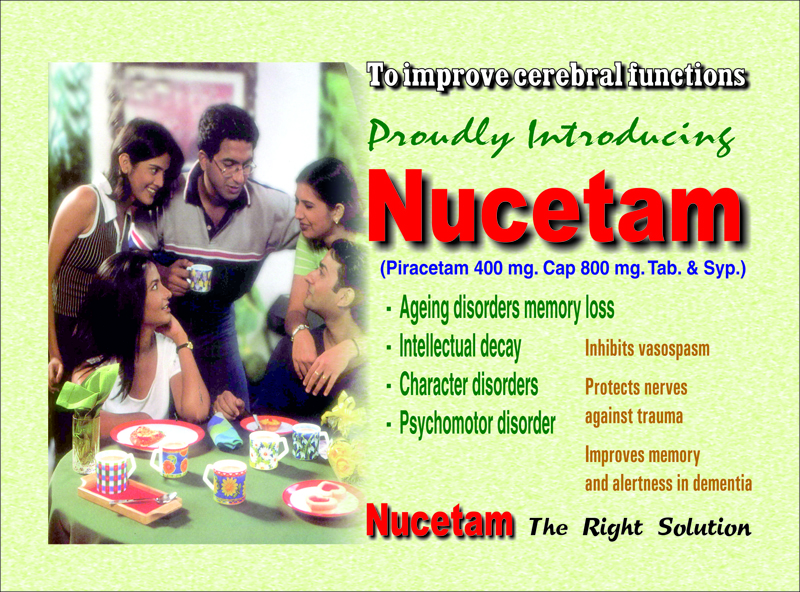 To improve cerebral functions
Proudly Introducing
Nucetam
(Piracetam 400 mg. Cap 800 mg. Tab. & Syp.)
- Ageing disorders memory loss
- Intellectual decay
- Character disorders
- Psychomotor disorder
Inhibits vasospasm
Protects nerves
against trauma
Improves memory
and alertness in dementia
Nucetam The Right Solution